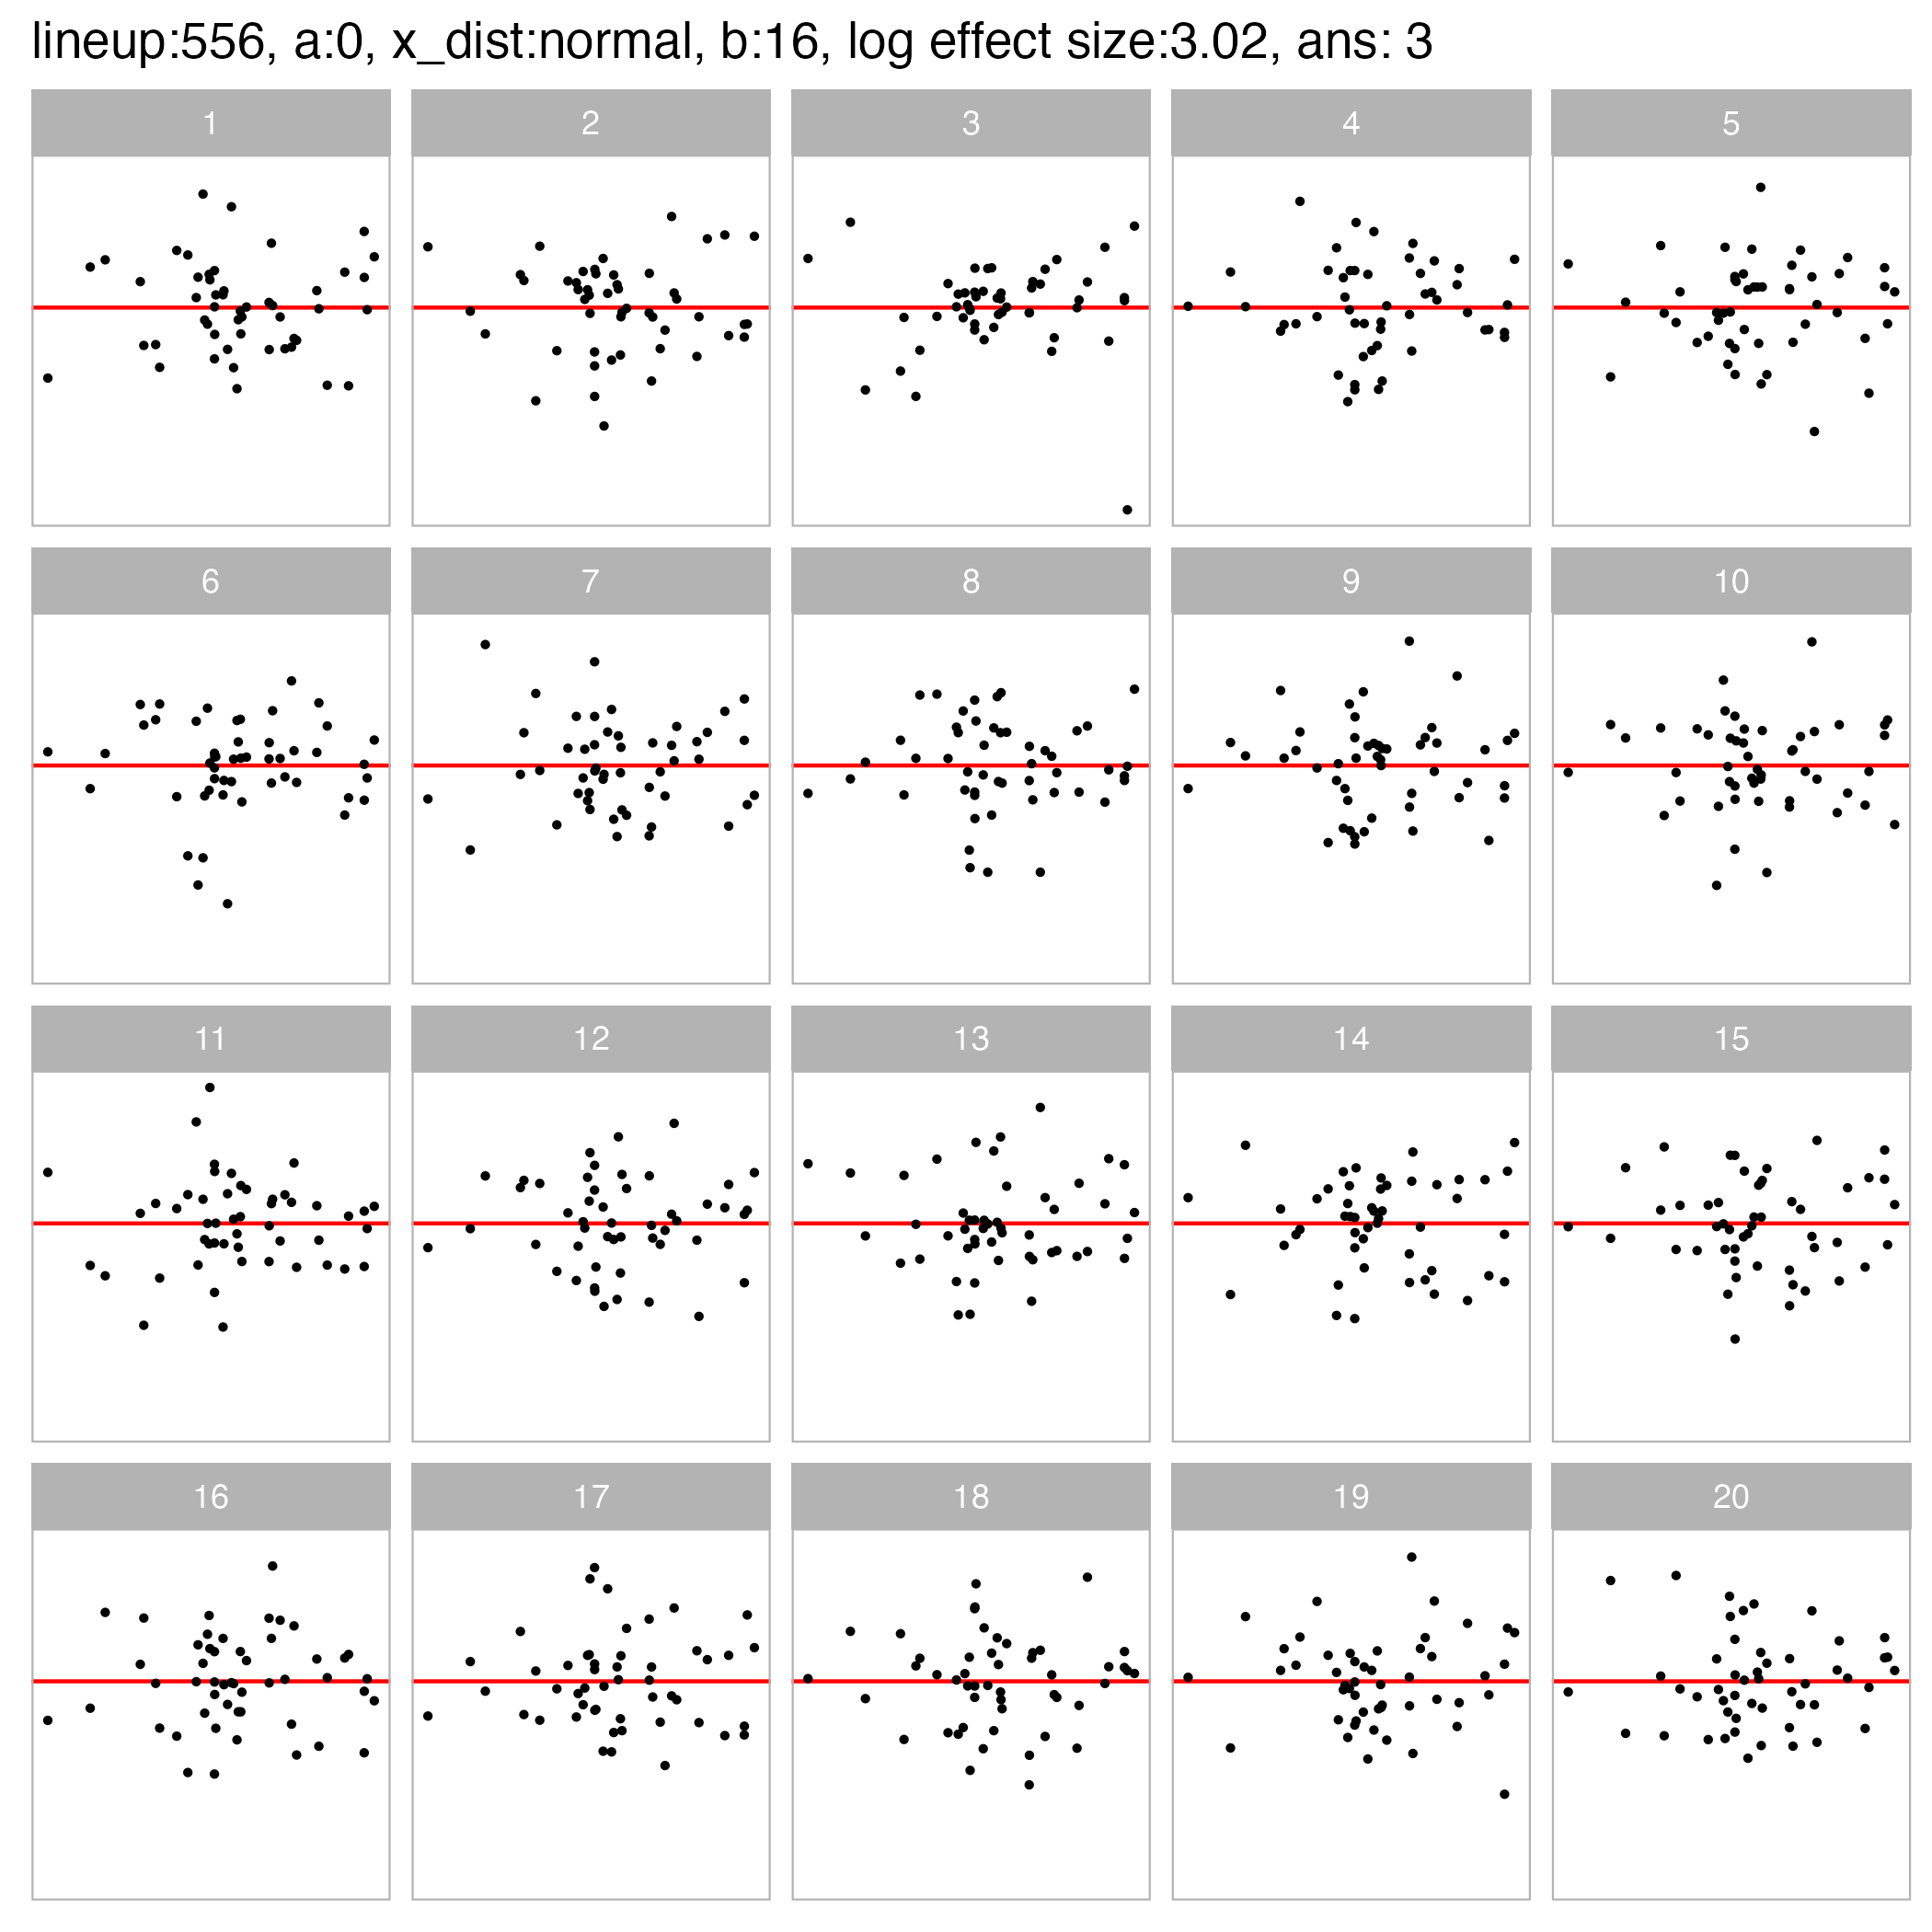 lineup:556, a:0, x_dist:normal, b:16, log effect size:3.02, ans: 3
1 2 3 4 5
6 7 8 9 10
11 12 13 14 15
16 17 18 19 20